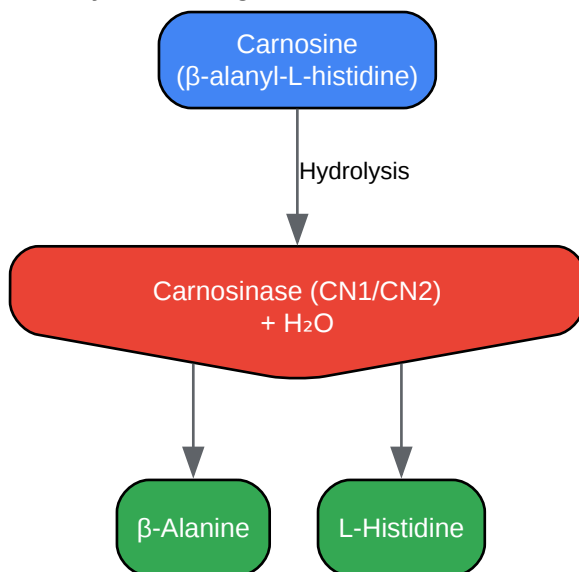 Carnosine
(β-alanyl-L-histidine)
Hydrolysis
Carnosinase (CN1/CN2)
+ H₂O
β-Alanine
L-Histidine